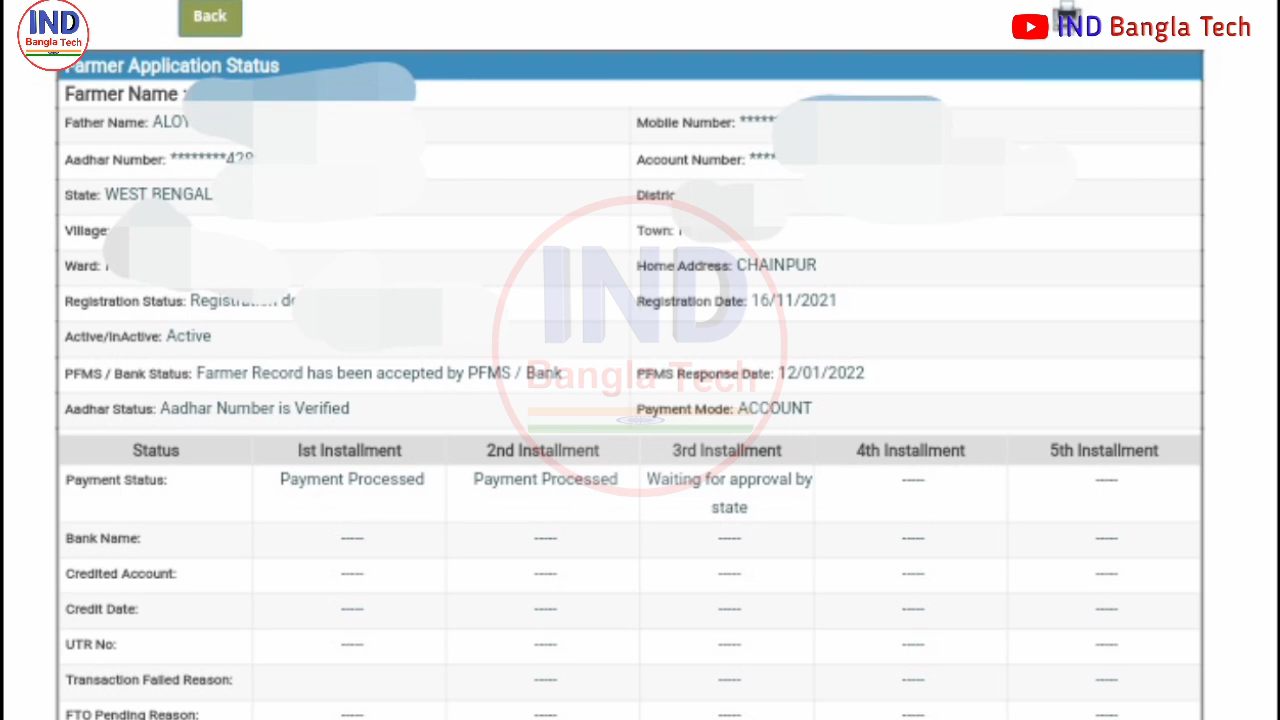 IND
Bangla Tech
Back
IND Bangla Tech
Farmer Application Status
Farmer Name :
Father Name:
Mobile Number: *****
Aadhar Number: ********429
Account Number: ****
State: WEST BENGAL
Village
Town:
Ward:
Home Address: CHAINPUR
Registration Status: Registration
Registration Date: 16/11/2021
Active/InActive: Active
IND
PFMS / Bank Status: Farmer Record has been accepted by PFMS / Bank
PFMS Response Date: 12/01/2022
Bangla Tech
Aadhar Status: Aadhar Number is Verified
Payment Mode: ACCOUNT
Status Ist Installment 2nd Installment 3rd Installment 4th Installment 5th Installment
Payment Status: Payment Processed Payment Processed Waiting for approval by ---- ----
state
Bank Name: ---- ---- ---- ---- ----
Credited Account: ---- ---- ---- ---- ----
Credit Date: ---- ---- ---- ---- ----
UTR No: ---- ---- ---- ---- ----
Transaction Failed Reason: ---- ---- ---- ----
FTO Pending Reason: ---- ---- ---- ---- ----